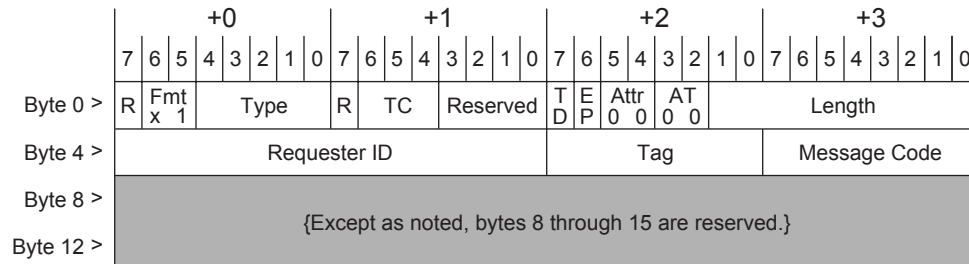 +0 +1 +2 +3
7 6 5 4 3 2 1 0 7 6 5 4 3 2 1 0 7 6 5 4 3 2 1 0 7 6 5 4 3 2 1 0
Byte 0 > R Fmt x 1 Type R TC Reserved T D E P Attr 0 0 AT 0 0 Length
Byte 4 > Requester ID Tag Message Code
Byte 8 >
{Except as noted, bytes 8 through 15 are reserved.}
Byte 12 >